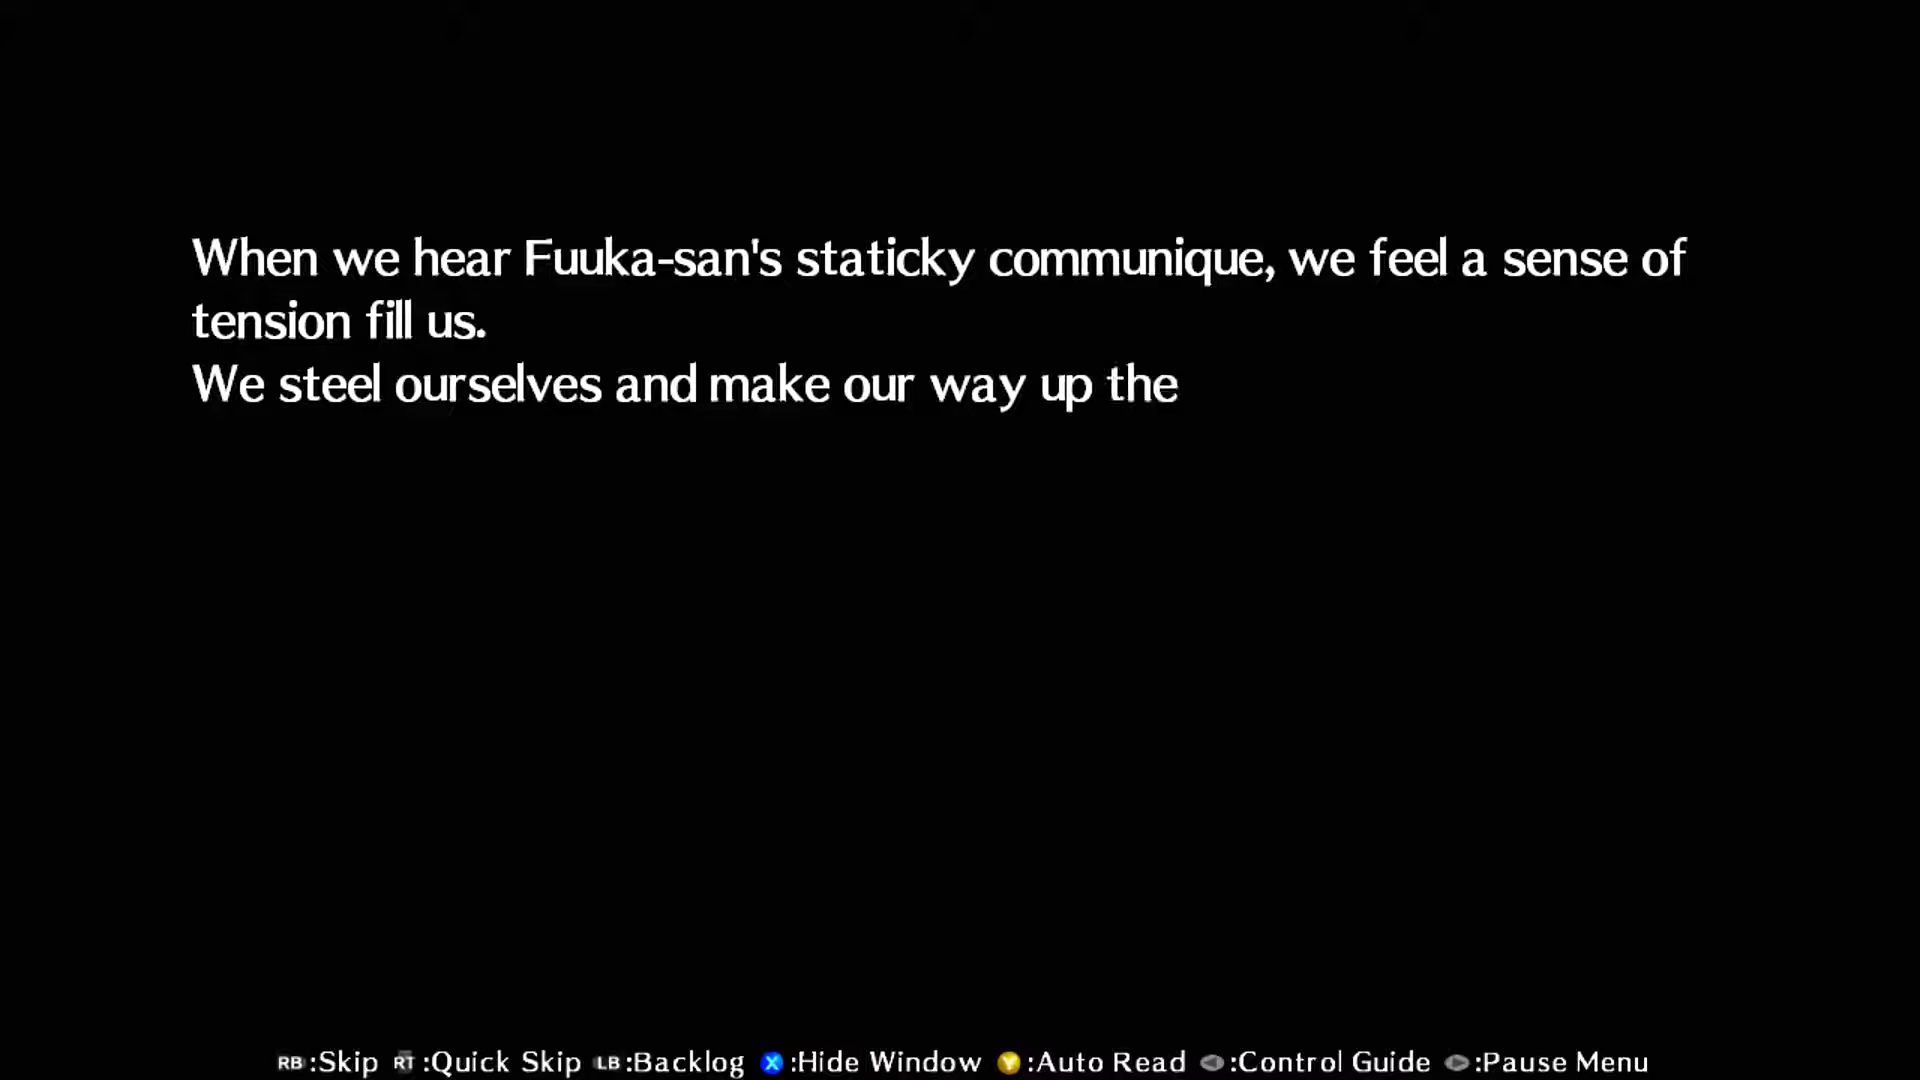 When we hear Fuuka-san's staticky communique, we feel a sense of
tension fill us.
We steel ourselves and make our way up the
RB:Skip RT:Quick Skip LB:Backlog X:Hide Window Y:Auto Read :Control Guide :Pause Menu